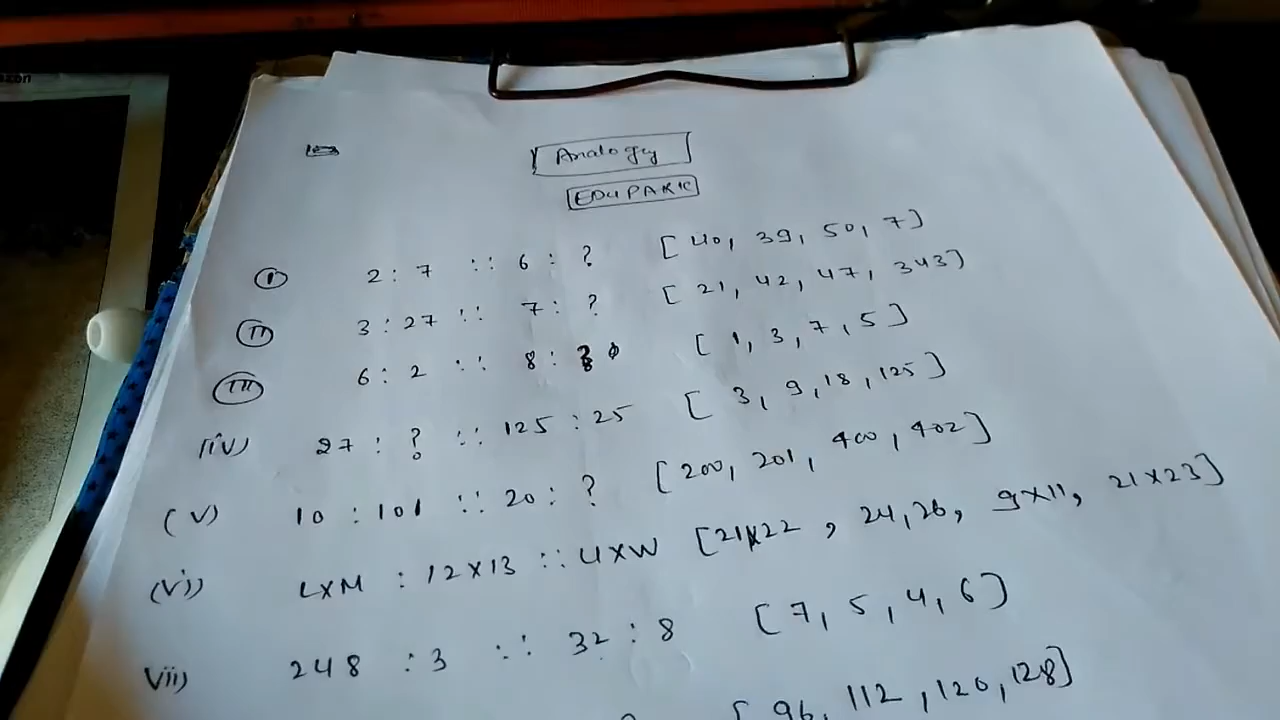 zon
Analogy
EDUPARK
(I) 2 : 7 :: 6 : ? [40, 39, 50, 7]
(II) 3 : 27 :: 7 : ? [21, 42, 47, 343]
(III) 6 : 2 :: 8 : [1, 3, 7, 5]
(iv) 27 : ? :: 125 : 25 [3, 9, 18, 125]
(V) 10 : 101 :: 20 : ? [200, 201, 400, 402]
(Vi) LXM : 12X13 :: UXW [21X22, 24,26, 9X11, 21X23]
Vii) 248 : 3 :: 32 : 8 [7, 5, 4, 6]
[96, 112, 120, 128]